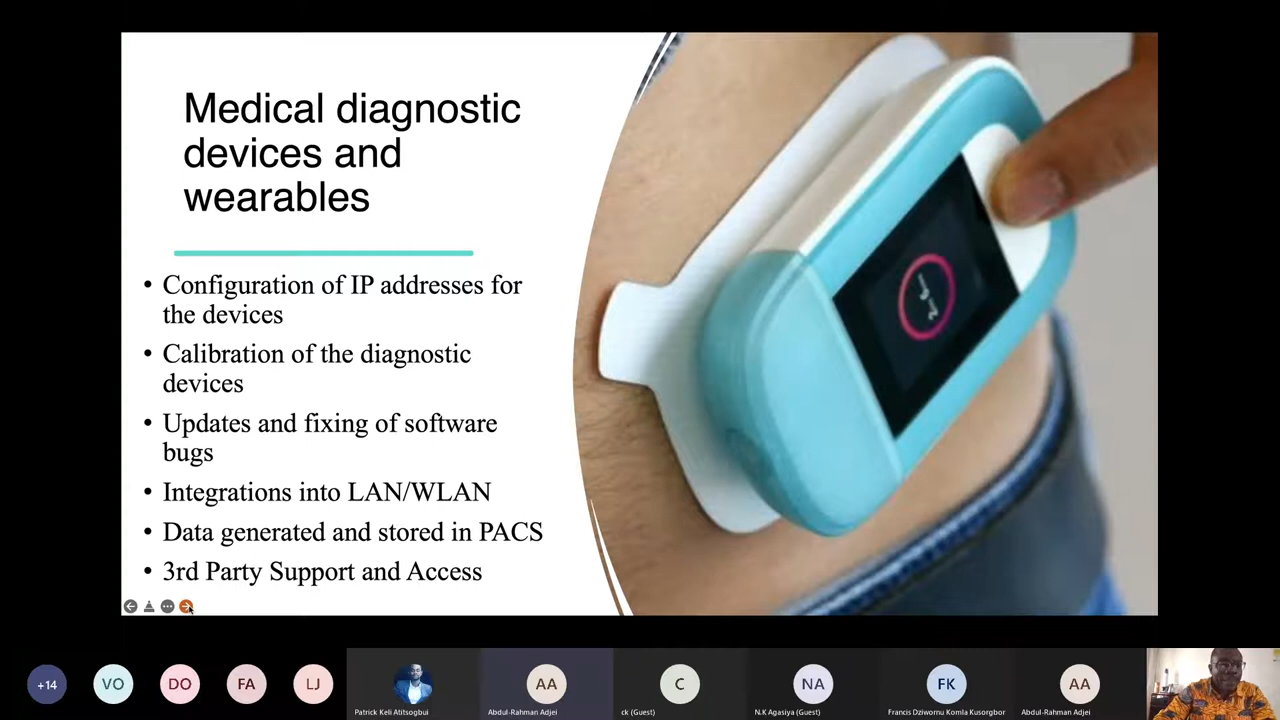 Medical diagnostic
devices and
wearables
• Configuration of IP addresses for
the devices
• Calibration of the diagnostic
devices
• Updates and fixing of software
bugs
• Integrations into LAN/WLAN
• Data generated and stored in PACS
• 3rd Party Support and Access
+14
VO
DO
FA
LJ
AA
C
NA
FK
AA
Patrick Keli Atitsogbui
Abdul-Rahman Adjei
ck (Guest)
N.K Agasiya (Guest)
Francis Dziwornu Komla Kusorgbor
Abdul-Rahman Adjei